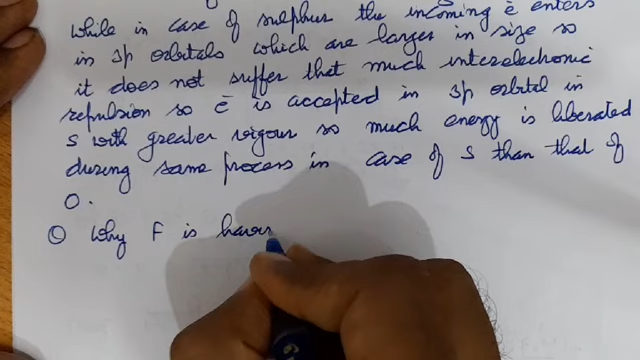 while in case of sulphur the incoming ē enters
in 3p orbitals which are larger in size so
it does not suffer that much interelectronic
repulsion so ē is accepted in 3p orbital in
S with greater vigour so much energy is liberated
during same process in case of S than that of
O.
Q Why F is havin